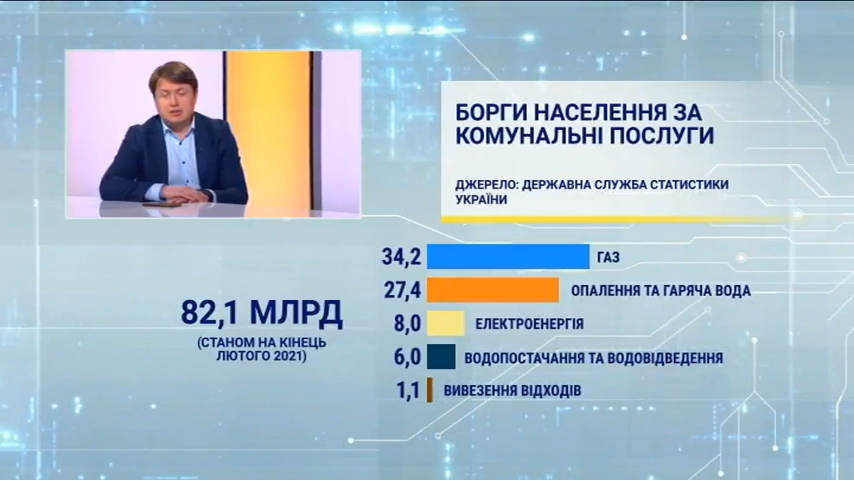 БОРГИ НАСЕЛЕННЯ ЗА
КОМУНАЛЬНІ ПОСЛУГИ
ДЖЕРЕЛО: ДЕРЖАВНА СЛУЖБА СТАТИСТИКИ
УКРАЇНИ
82,1 МЛРД
(СТАНОМ НА КІНЕЦЬ
ЛЮТОГО 2021)
34,2 ГАЗ
27,4 ОПАЛЕННЯ ТА ГАРЯЧА ВОДА
8,0 ЕЛЕКТРОЕНЕРГІЯ
6,0 ВОДОПОСТАЧАННЯ ТА ВОДОВІДВЕДЕННЯ
1,1 ВИВЕЗЕННЯ ВІДХОДІВ